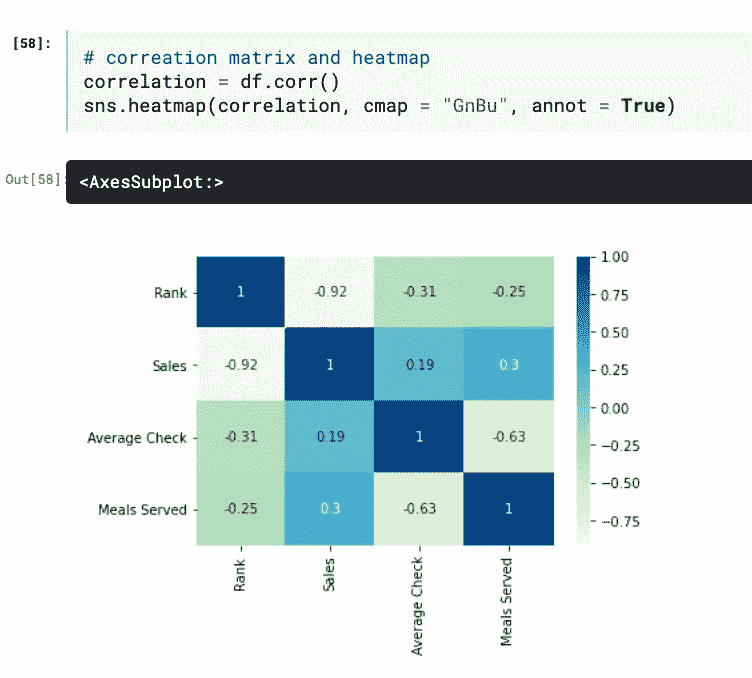 [58]:
# correation matrix and heatmap
correlation = df.corr()
sns.heatmap(correlation, cmap = "GnBu", annot = True)
Out[58]:
<AxesSubplot:>
Rank 1 -0.92 -0.31 -0.25
Sales -0.92 1 0.19 0.3
Average Check -0.31 0.19 1 -0.63
Meals Served -0.25 0.3 -0.63 1
Rank
Sales
Average Check
Meals Served
1.00
0.75
0.50
0.25
0.00
−0.25
−0.50
−0.75